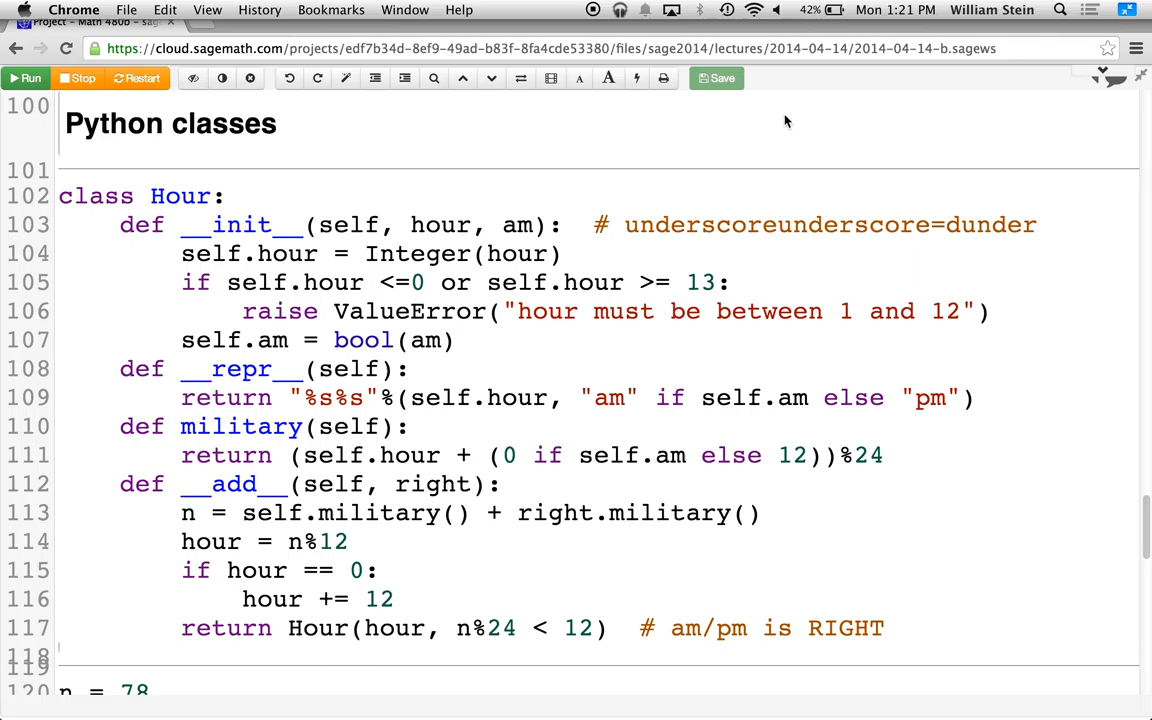 Chrome File Edit View History Bookmarks Window Help 42% Mon 1:21 PM William Stein
Project – Math 480b – sag
https://cloud.sagemath.com/projects/edf7b34d-8ef9-49ad-b83f-8fa4cde53380/files/sage2014/lectures/2014-04-14/2014-04-14-b.sagews
Run Stop Restart A A Save
100
Python classes
101
102 class Hour:
103 def __init__(self, hour, am): # underscoreunderscore=dunder
104 self.hour = Integer(hour)
105 if self.hour <=0 or self.hour >= 13:
106 raise ValueError("hour must be between 1 and 12")
107 self.am = bool(am)
108 def __repr__(self):
109 return "%s%s"%(self.hour, "am" if self.am else "pm")
110 def military(self):
111 return (self.hour + (0 if self.am else 12))%24
112 def __add__(self, right):
113 n = self.military() + right.military()
114 hour = n%12
115 if hour == 0:
116 hour += 12
117 return Hour(hour, n%24 < 12) # am/pm is RIGHT
118
119
120 n = 78